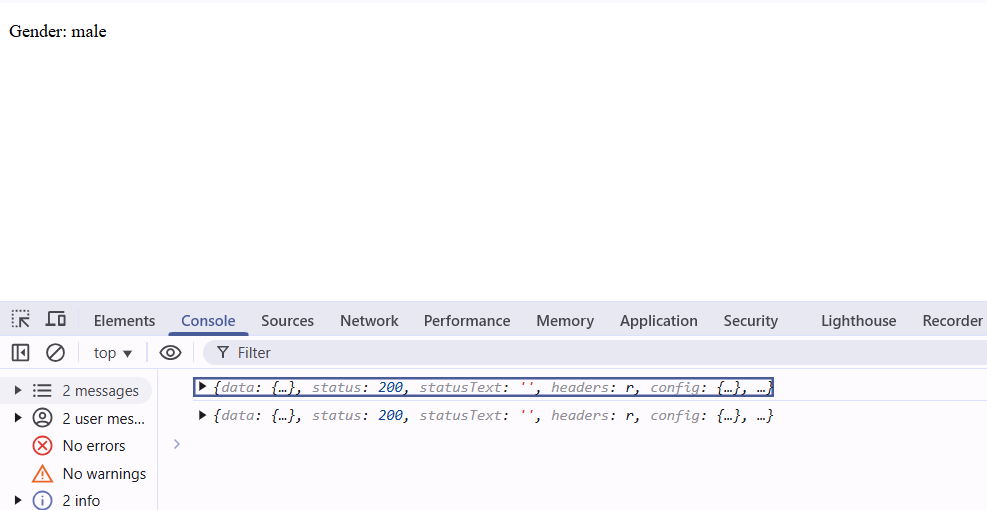 Gender: male
Elements Console Sources Network Performance Memory Application Security Lighthouse Recorder
top ▼ Filter
2 messages
{data: {…}, status: 200, statusText: '', headers: r, config: {…}, …}
2 user mes...
{data: {…}, status: 200, statusText: '', headers: r, config: {…}, …}
No errors
No warnings
2 info